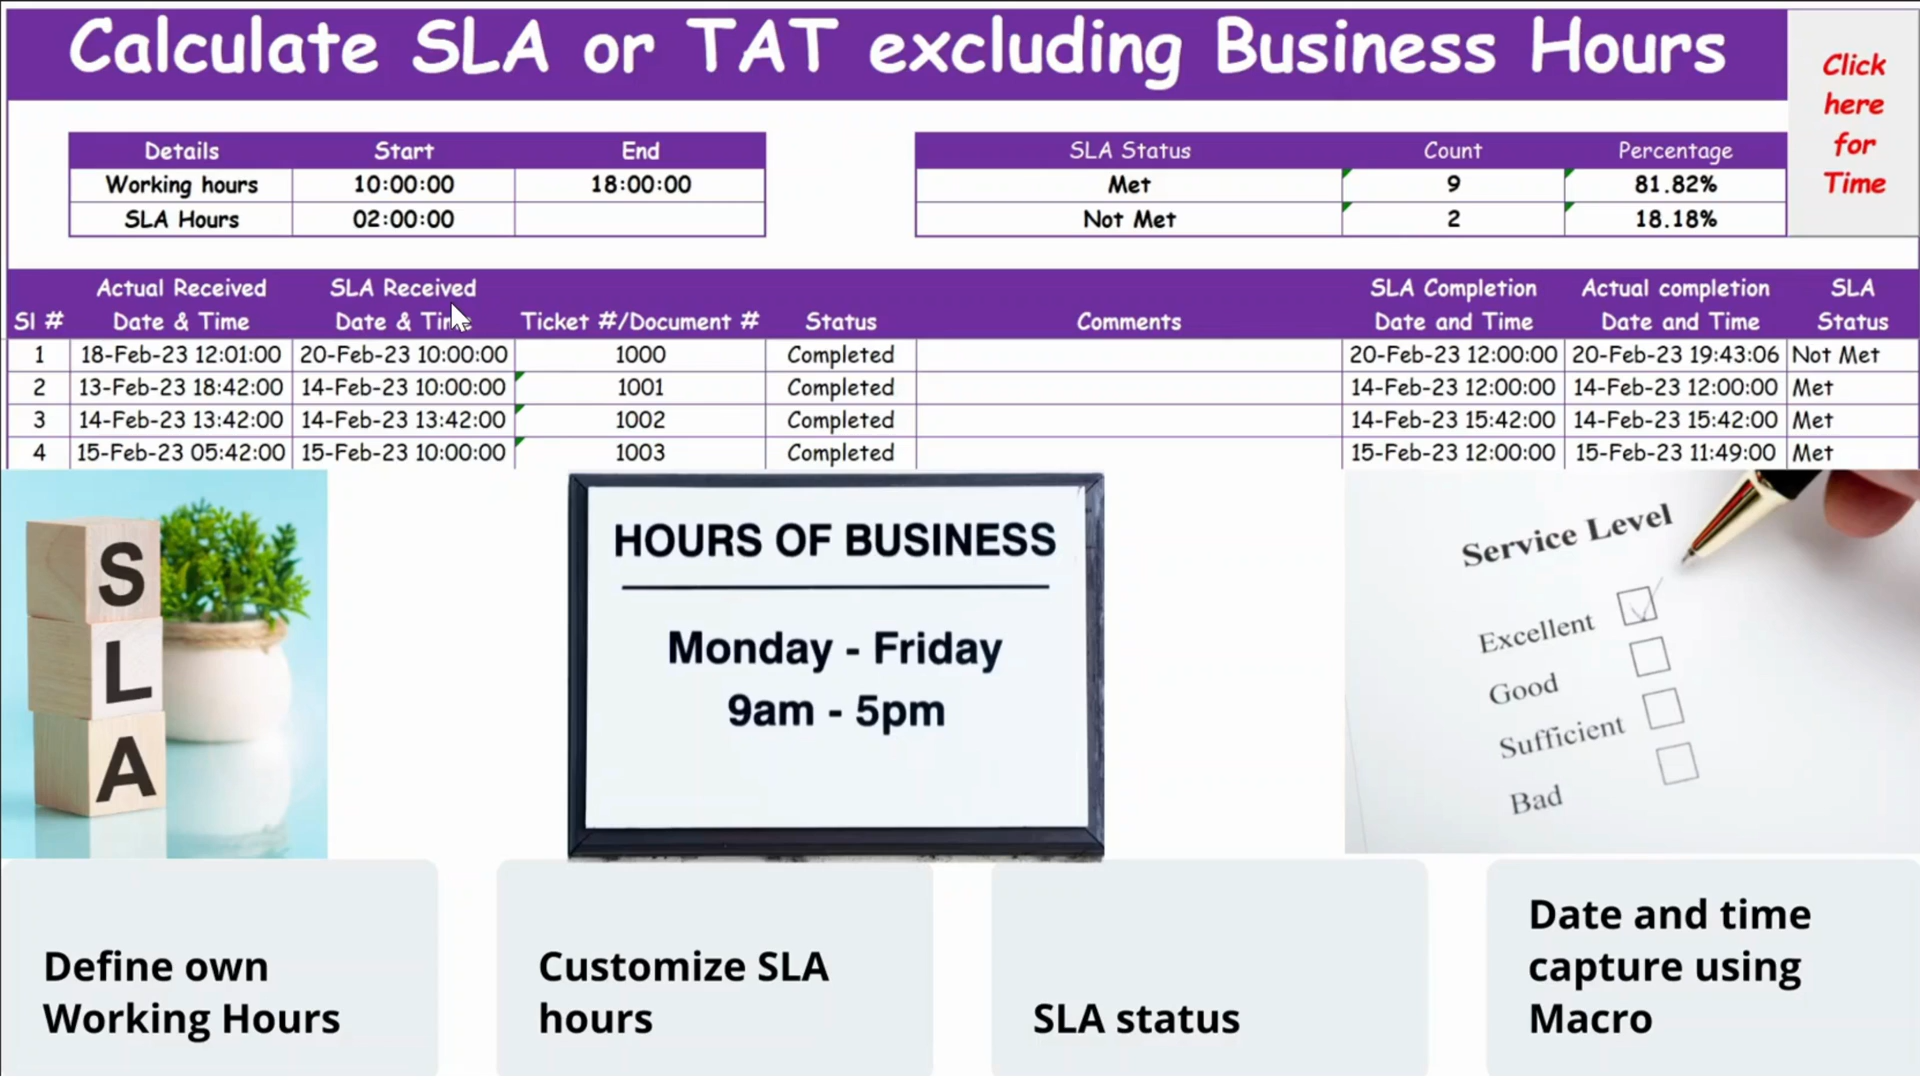 Calculate SLA or TAT excluding Business Hours
Click
here
for
Time
Details Start End
Working hours 10:00:00 18:00:00
SLA Hours 02:00:00
SLA Status Count Percentage
Met 9 81.82%
Not Met 2 18.18%
Sl # Actual Received Date & Time SLA Received Date & Time Ticket #/Document # Status Comments SLA Completion Date and Time Actual completion Date and Time SLA Status
1 18-Feb-23 12:01:00 20-Feb-23 10:00:00 1000 Completed 20-Feb-23 12:00:00 20-Feb-23 19:43:06 Not Met
2 13-Feb-23 18:42:00 14-Feb-23 10:00:00 1001 Completed 14-Feb-23 12:00:00 14-Feb-23 12:00:00 Met
3 14-Feb-23 13:42:00 14-Feb-23 13:42:00 1002 Completed 14-Feb-23 15:42:00 14-Feb-23 15:42:00 Met
4 15-Feb-23 05:42:00 15-Feb-23 10:00:00 1003 Completed 15-Feb-23 12:00:00 15-Feb-23 11:49:00 Met
S
L
A
HOURS OF BUSINESS
Monday - Friday
9am - 5pm
Service Level
Excellent
Good
Sufficient
Bad
Define own
Working Hours
Customize SLA
hours
SLA status
Date and time
capture using
Macro